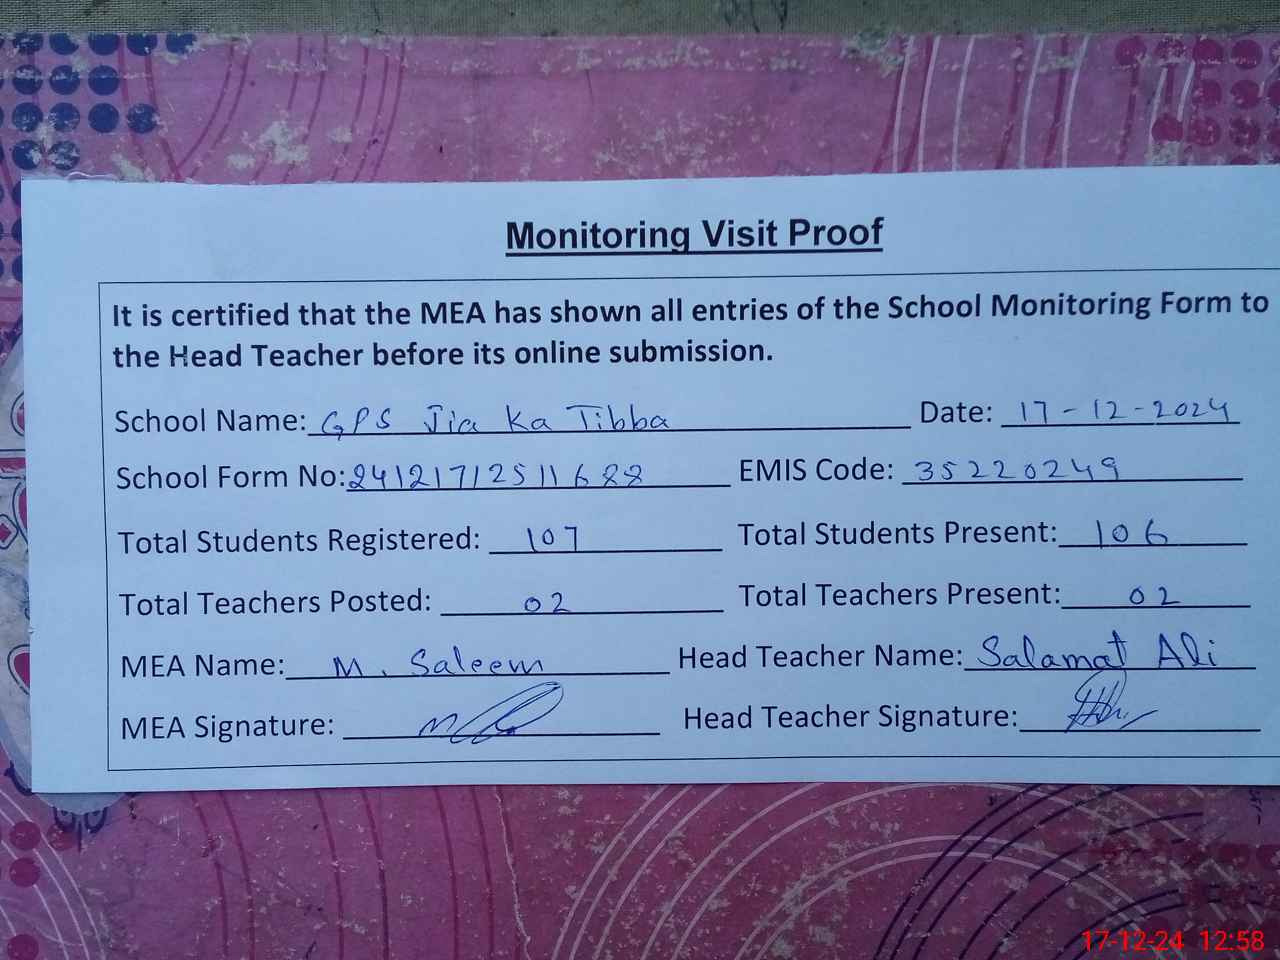 Monitoring Visit Proof
It is certified that the MEA has shown all entries of the School Monitoring Form to
the Head Teacher before its online submission.
School Name: GPS Jia Ka Tibba Date: 17-12-2024
School Form No: 24121712511688 EMIS Code: 35220249
Total Students Registered: 107 Total Students Present: 106
Total Teachers Posted: 02 Total Teachers Present: 02
MEA Name: M. Saleem Head Teacher Name: Salamat Ali
MEA Signature: Head Teacher Signature:
17-12-24 12:58